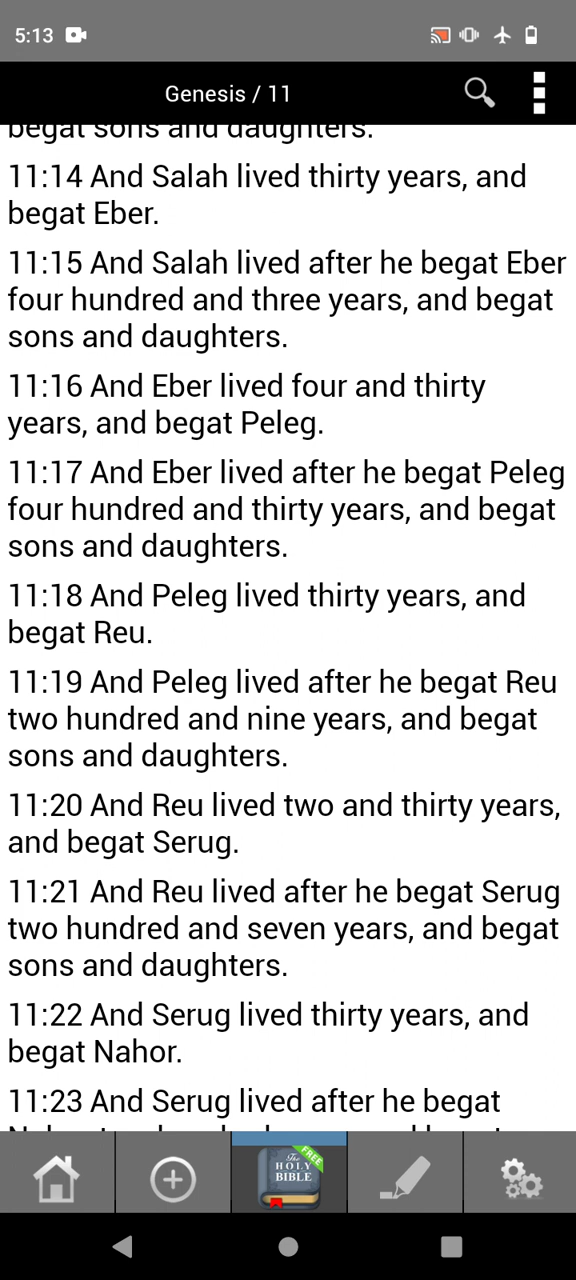 5:13
Genesis / 11
begat sons and daughters.
11:14 And Salah lived thirty years, and
begat Eber.
11:15 And Salah lived after he begat Eber
four hundred and three years, and begat
sons and daughters.
11:16 And Eber lived four and thirty
years, and begat Peleg.
11:17 And Eber lived after he begat Peleg
four hundred and thirty years, and begat
sons and daughters.
11:18 And Peleg lived thirty years, and
begat Reu.
11:19 And Peleg lived after he begat Reu
two hundred and nine years, and begat
sons and daughters.
11:20 And Reu lived two and thirty years,
and begat Serug.
11:21 And Reu lived after he begat Serug
two hundred and seven years, and begat
sons and daughters.
11:22 And Serug lived thirty years, and
begat Nahor.
11:23 And Serug lived after he begat
The
HOLY
BIBLE
FREE